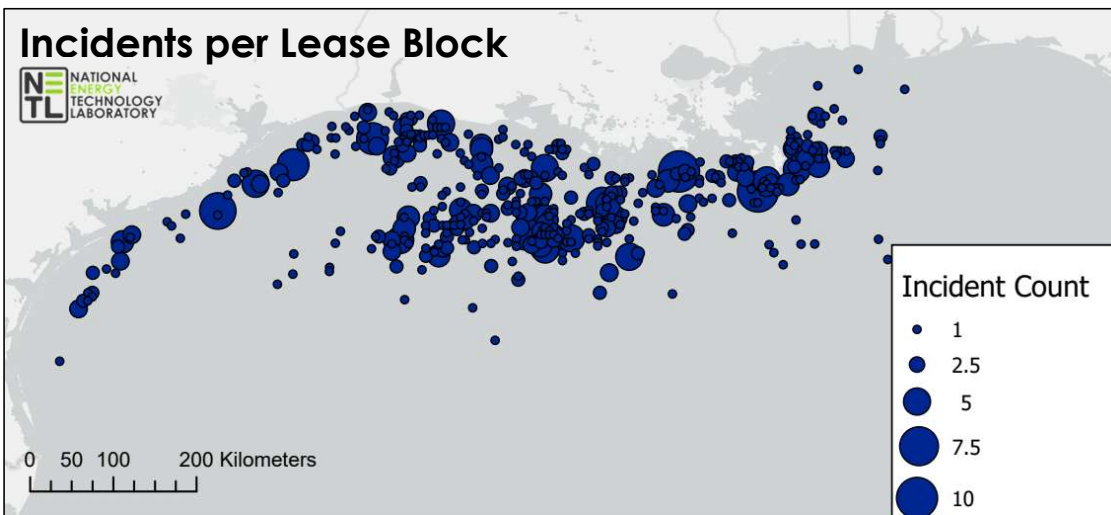 Incidents per Lease Block
NETL
NATIONAL
ENERGY
TECHNOLOGY
LABORATORY
0 50 100 200 Kilometers
Incident Count
1
2.5
5
7.5
10